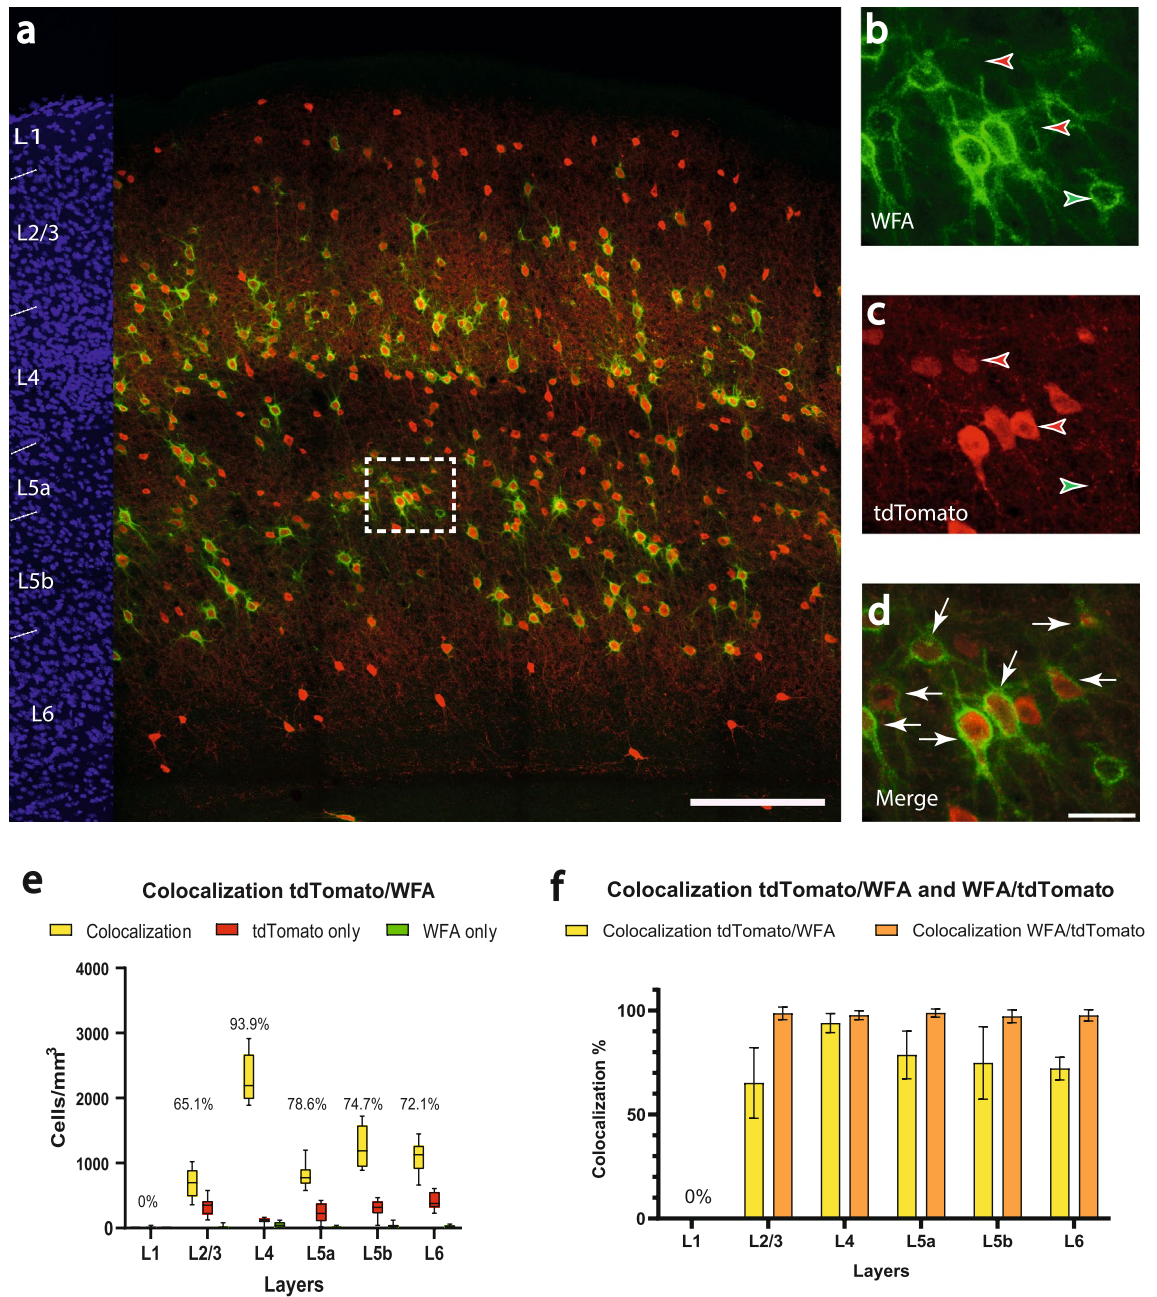 a
L1
L2/3
L4
L5a
L5b
L6
b
WFA
c
tdTomato
d
Merge
e
Colocalization tdTomato/WFA
Colocalization tdTomato only WFA only
4000
3000
2000
1000
0
Cells/mm³
0%
65.1%
93.9%
78.6%
74.7%
72.1%
L1 L2/3 L4 L5a L5b L6
Layers
f
Colocalization tdTomato/WFA and WFA/tdTomato
Colocalization tdTomato/WFA Colocalization WFA/tdTomato
100
50
0
Colocalization %
0%
L1 L2/3 L4 L5a L5b L6
Layers